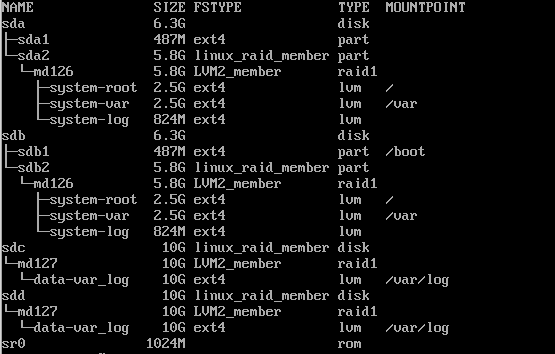 NAME SIZE FSTYPE TYPE MOUNTPOINT
sda 6.3G disk
├─sda1 487M ext4 part
└─sda2 5.8G linux_raid_member part
  └─md126 5.8G LVM2_member raid1
    ├─system-root 2.5G ext4 lvm /
    ├─system-var 2.5G ext4 lvm /var
    └─system-log 824M ext4 lvm
sdb 6.3G disk
├─sdb1 487M ext4 part /boot
└─sdb2 5.8G linux_raid_member part
  └─md126 5.8G LVM2_member raid1
    ├─system-root 2.5G ext4 lvm /
    ├─system-var 2.5G ext4 lvm /var
    └─system-log 824M ext4 lvm
sdc 10G linux_raid_member disk
└─md127 10G LVM2_member raid1
  └─data-var_log 10G ext4 lvm /var/log
sdd 10G linux_raid_member disk
└─md127 10G LVM2_member raid1
  └─data-var_log 10G ext4 lvm /var/log
sr0 1024M rom